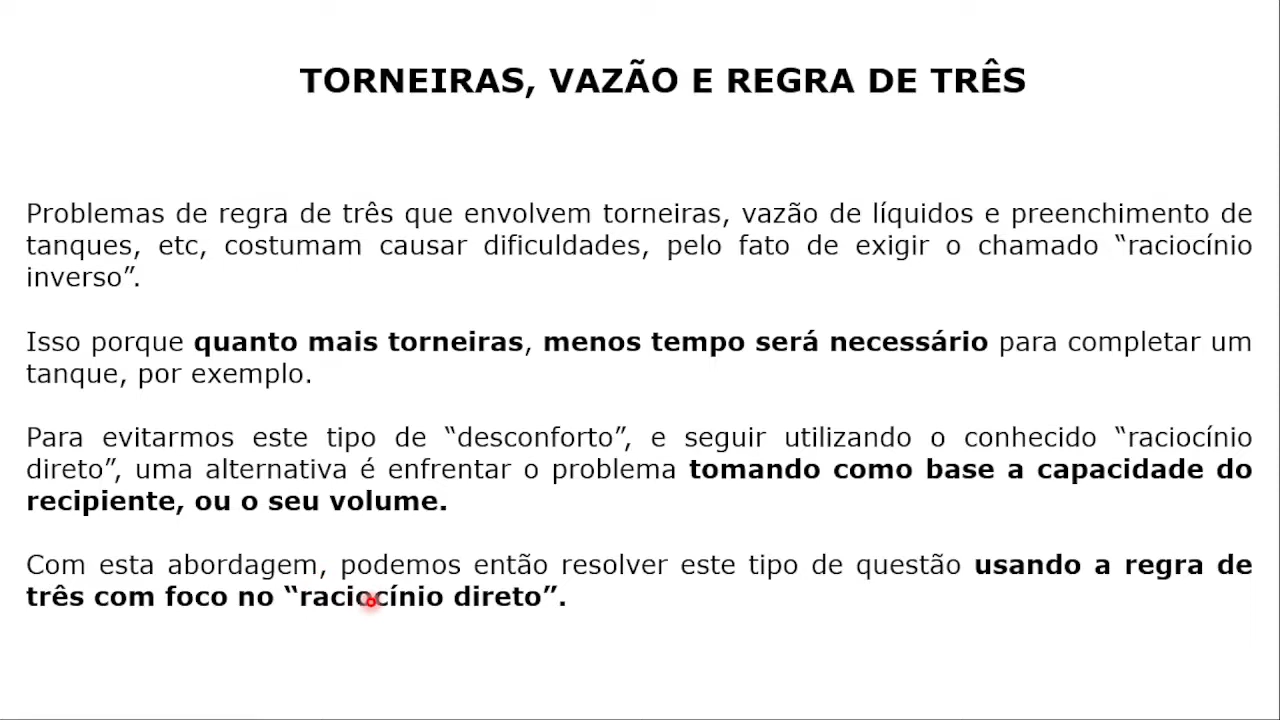 TORNEIRAS, VAZÃO E REGRA DE TRÊS
Problemas de regra de três que envolvem torneiras, vazão de líquidos e preenchimento de
tanques, etc, costumam causar dificuldades, pelo fato de exigir o chamado “raciocínio
inverso”.
Isso porque quanto mais torneiras, menos tempo será necessário para completar um
tanque, por exemplo.
Para evitarmos este tipo de “desconforto”, e seguir utilizando o conhecido “raciocínio
direto”, uma alternativa é enfrentar o problema tomando como base a capacidade do
recipiente, ou o seu volume.
Com esta abordagem, podemos então resolver este tipo de questão usando a regra de
três com foco no “raciocínio direto”.